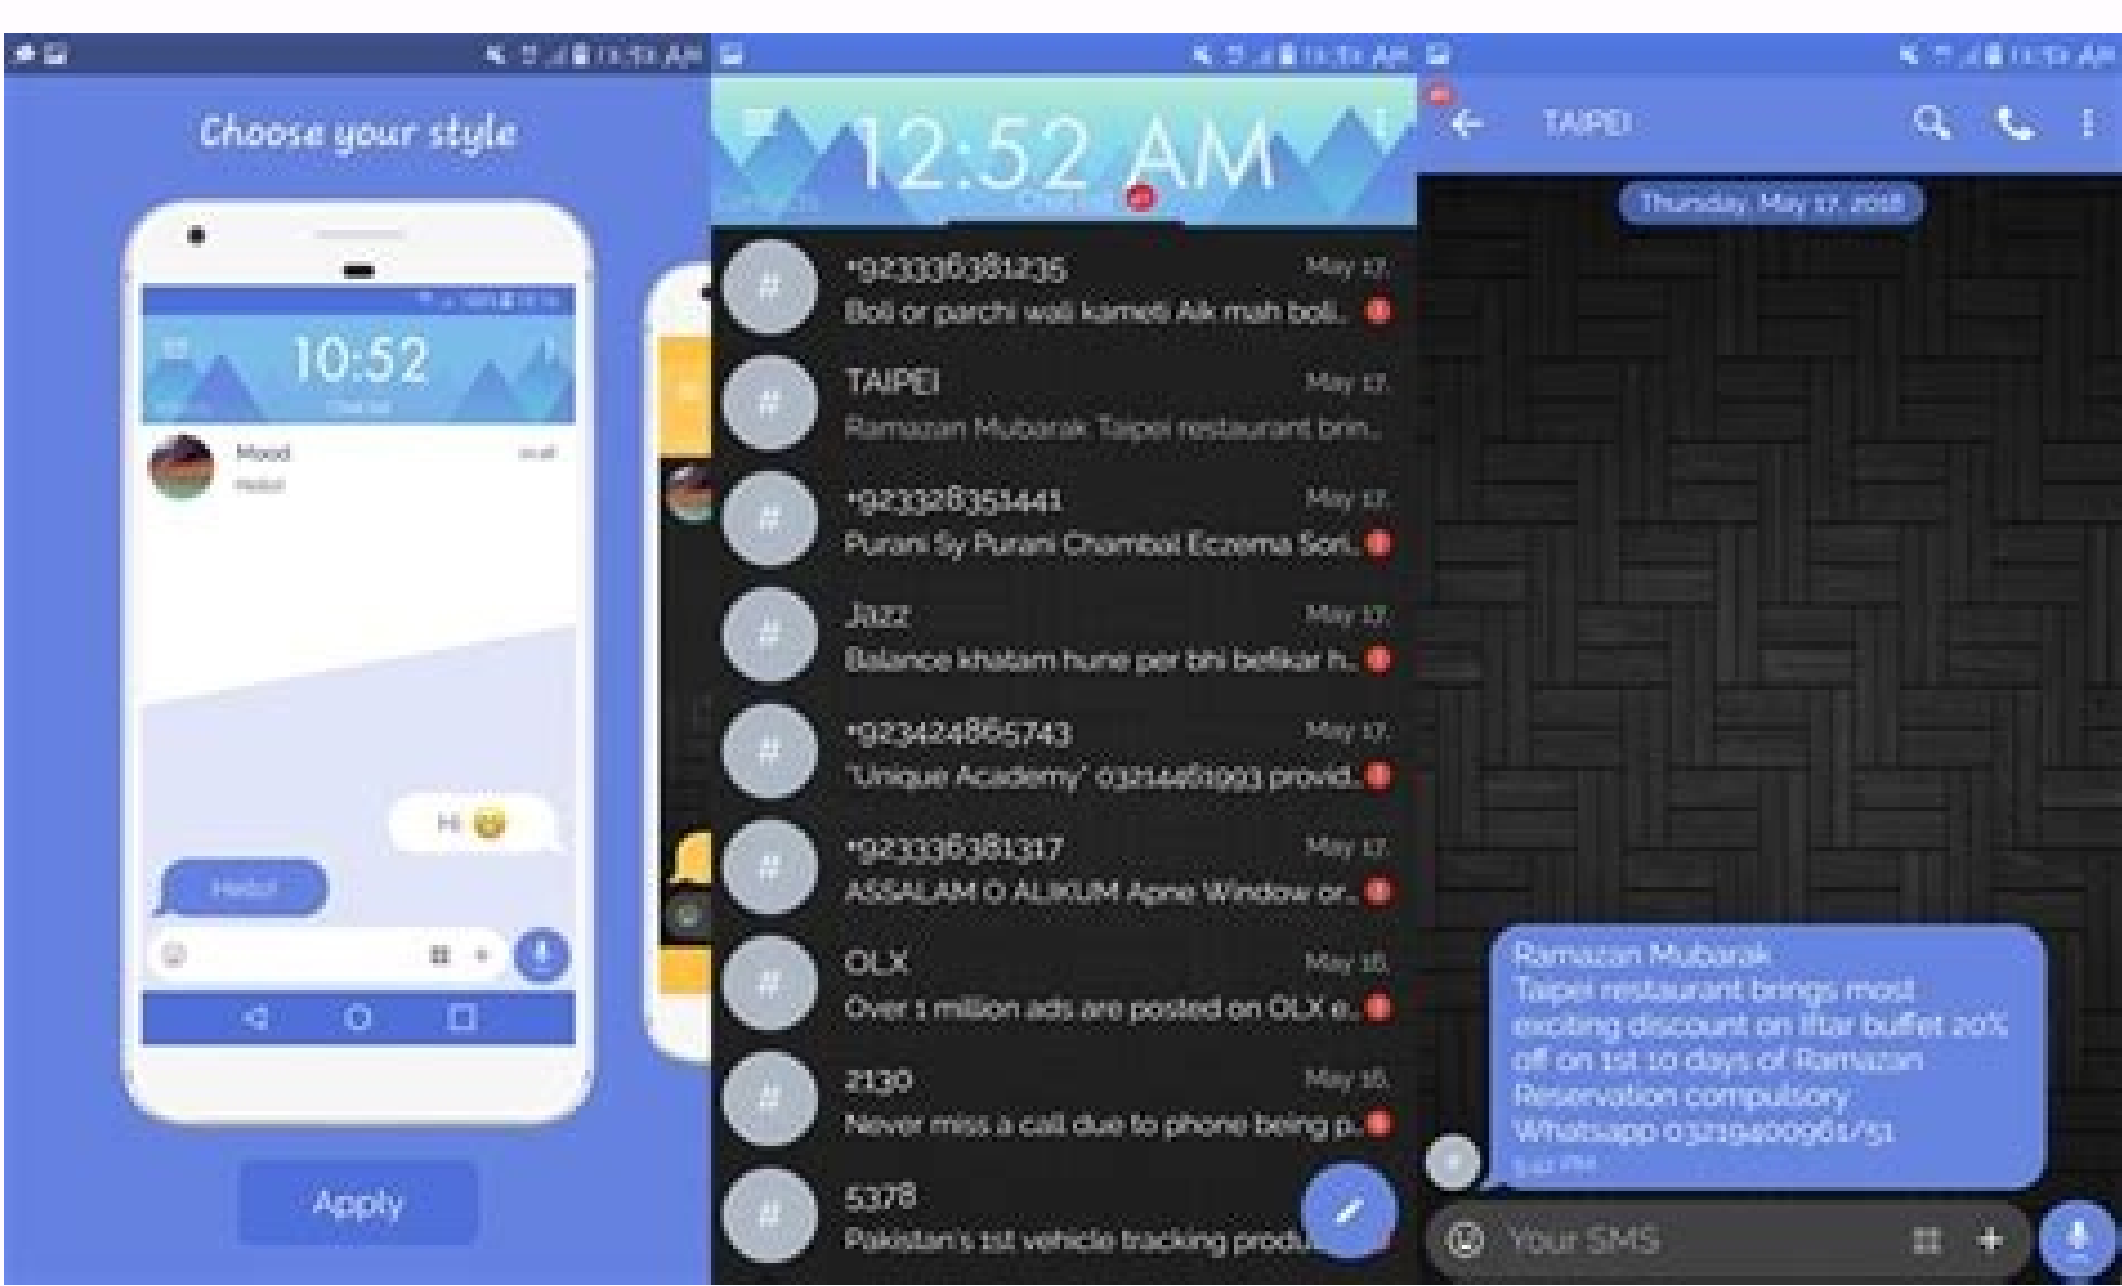 Choose your style
10:52
Mood
Hello!
Hi
Hello!
Apply
12:52 AM
+923336381235 May 17,
Boli or parchi wali kameti Aik mah boli...
TAIPEI May 17,
Ramazan Mubarak Taipei restaurant brin...
+923328351441 May 17,
Purani Sy Purani Chambal Eczema Sori...
Jazz May 17,
Balance khatam hune per bhi befikar h...
+923424865743 May 17,
"Unique Academy" 03214461993 provid...
+923336381317 May 17,
ASSALAM O ALIKUM Apne Window or...
OLX May 16,
Over 1 million ads are posted on OLX e...
2130 May 16,
Never miss a call due to phone being p...
5378
Pakistan's 1st vehicle tracking produ
TAIPEI
Thursday, May 17, 2018
Ramazan Mubarak
Taipei restaurant brings most
exciting discount on Iftar buffet 20%
off on 1st 10 days of Ramazan
Reservation compulsory
Whatsapp 03219400961/51
Your SMS